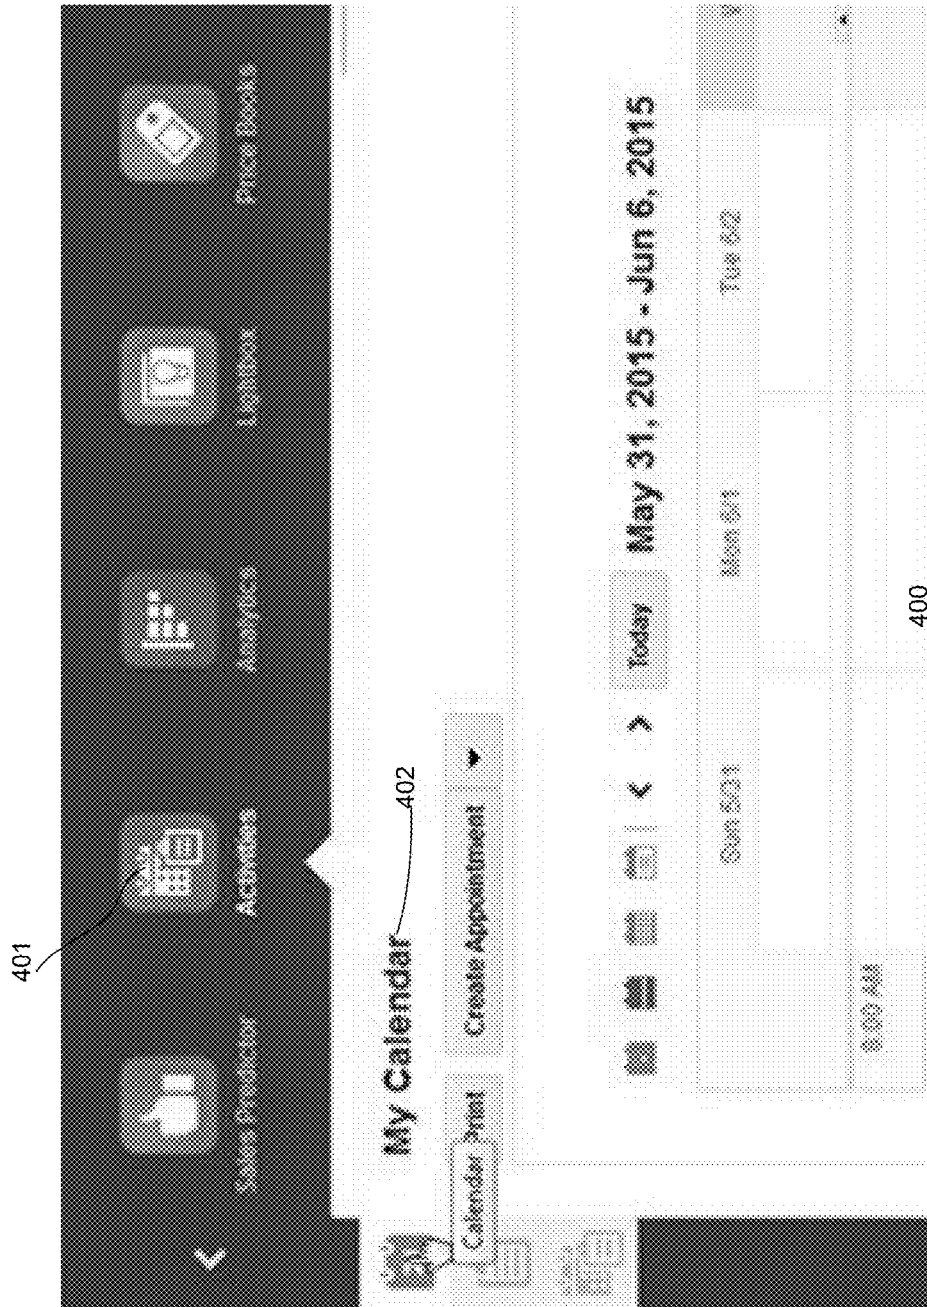 401
Sales Predictor Activities Analytics Lightbox Price Books
My Calendar 402
Calendar Print Create Appointment
Today May 31, 2015 - Jun 6, 2015
Sun 5/31 Mon 6/1 Tue 6/2
400